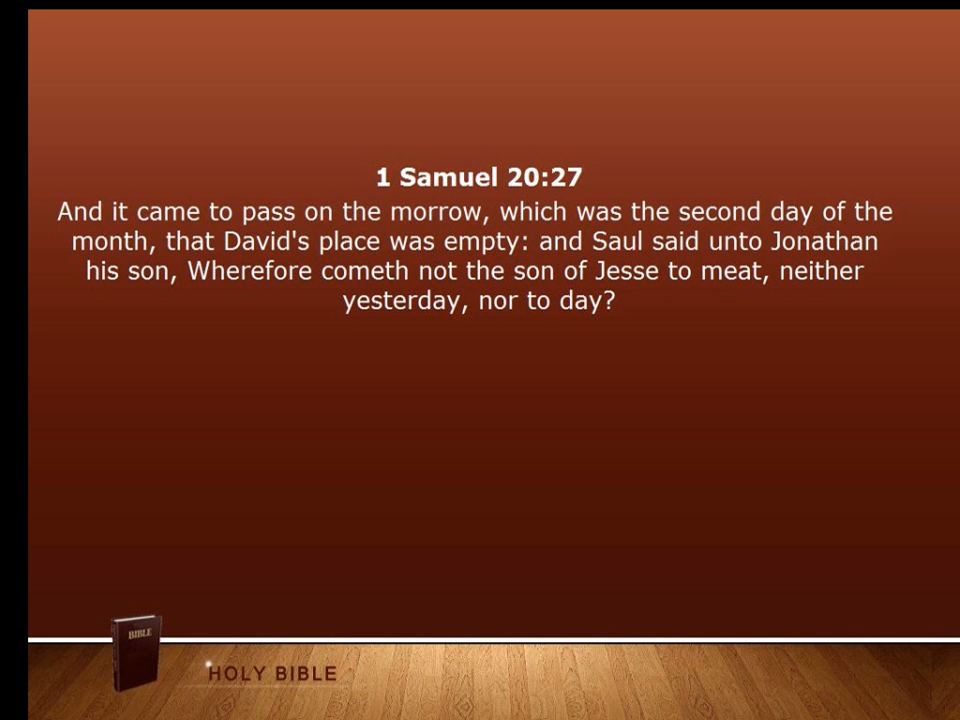 1 Samuel 20:27
And it came to pass on the morrow, which was the second day of the
month, that David's place was empty: and Saul said unto Jonathan
his son, Wherefore cometh not the son of Jesse to meat, neither
yesterday, nor to day?
BIBLE
HOLY BIBLE